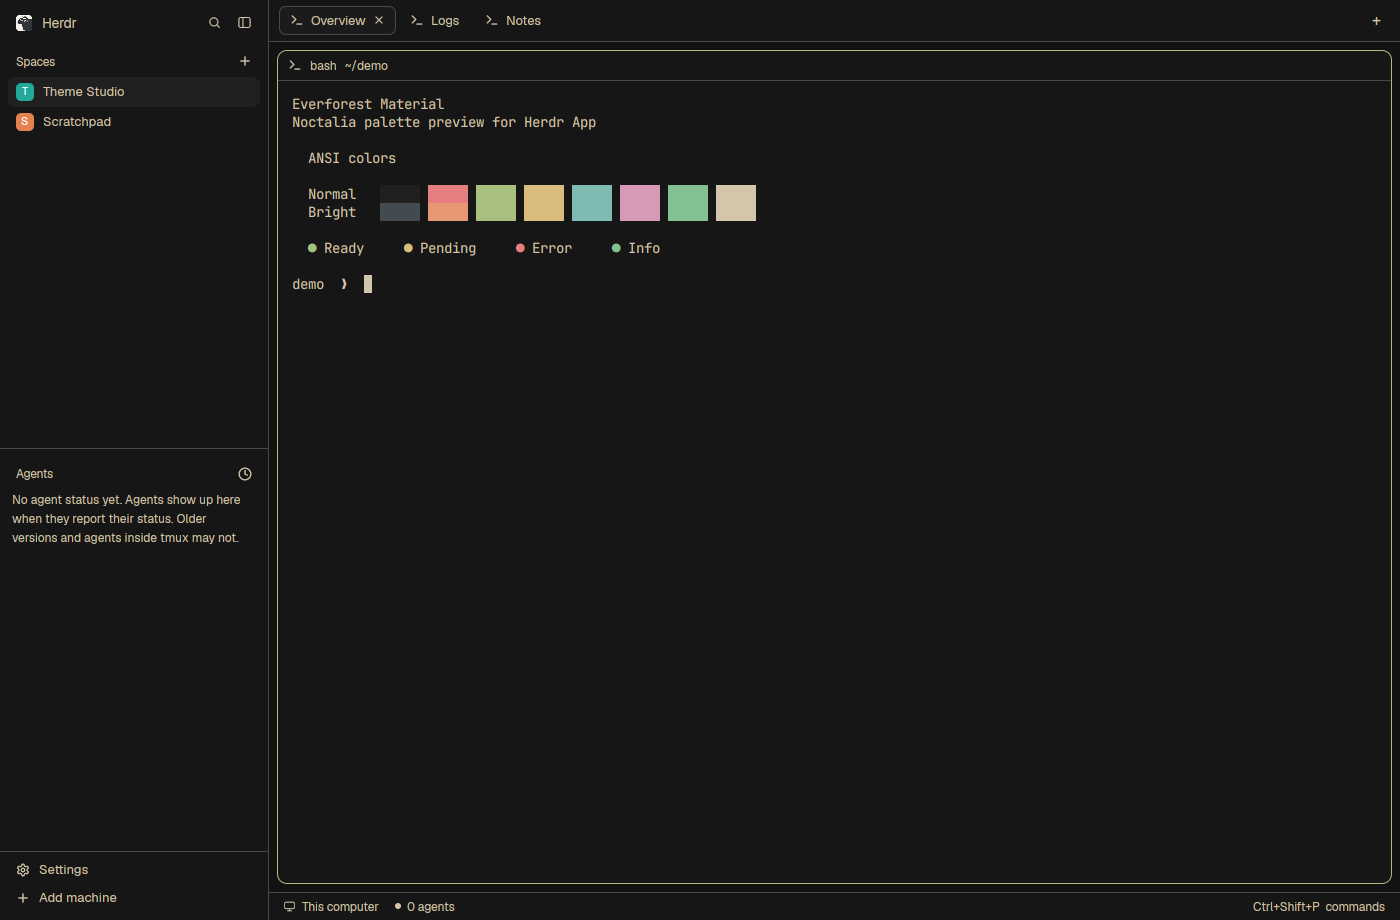 Herdr
Spaces
T Theme Studio
S Scratchpad
Agents
No agent status yet. Agents show up here
when they report their status. Older
versions and agents inside tmux may not.
Settings
Add machine
Overview
Logs
Notes
bash ~/demo
Everforest Material
Noctalia palette preview for Herdr App
ANSI colors
Normal
Bright
Ready Pending Error Info
demo ❯
This computer
0 agents
Ctrl+Shift+P commands